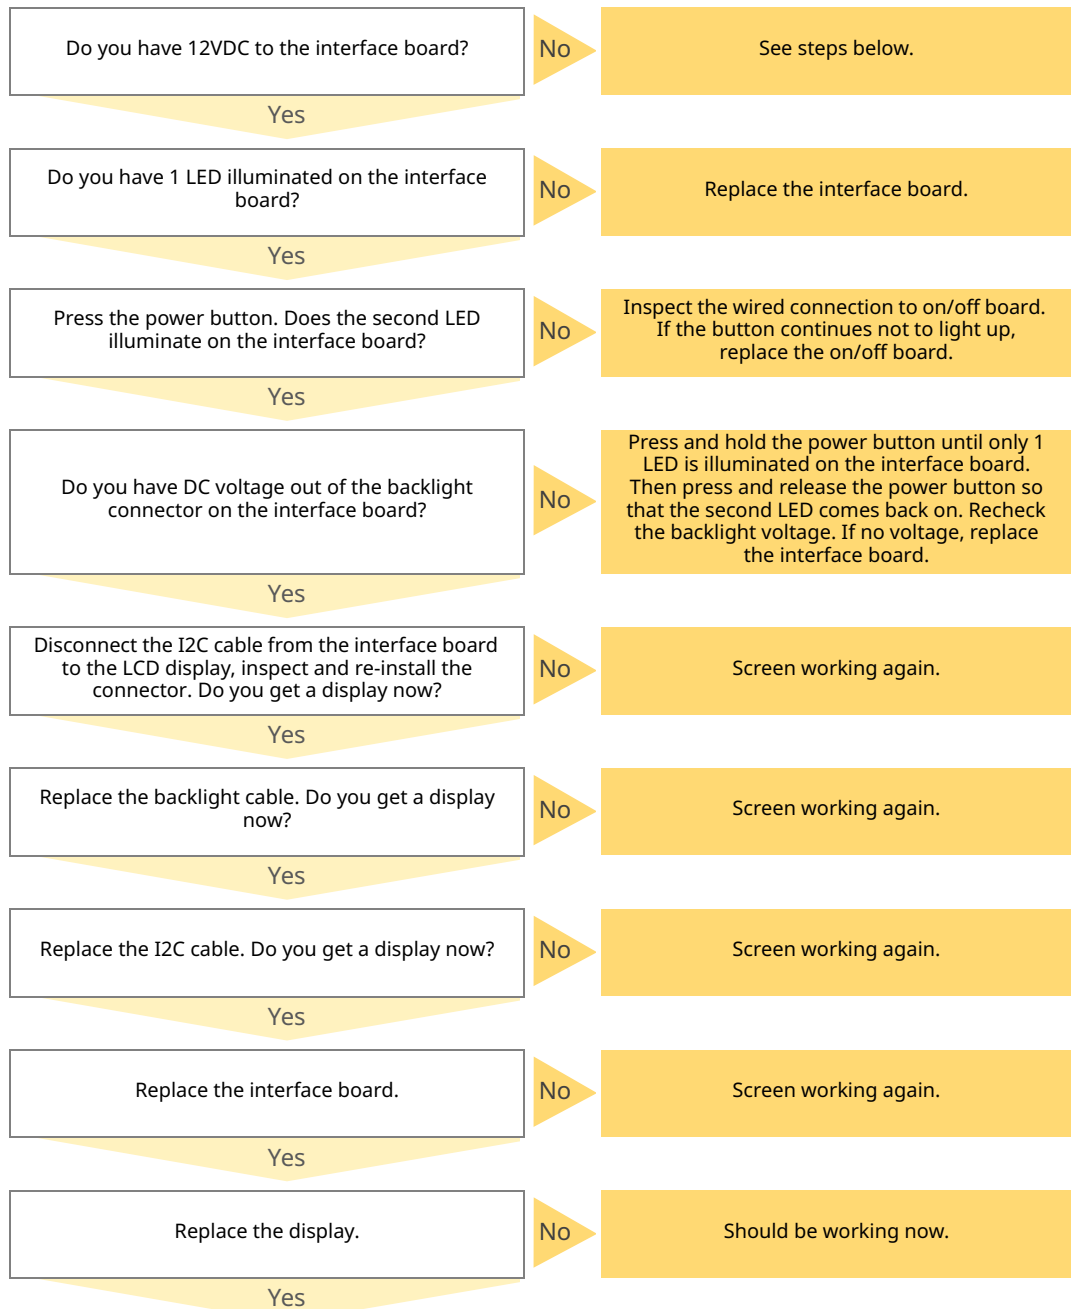 Do you have 12VDC to the interface board?
No
See steps below.
Yes
Do you have 1 LED illuminated on the interface
board?
No
Replace the interface board.
Yes
Press the power button. Does the second LED
illuminate on the interface board?
No
Inspect the wired connection to on/off board.
If the button continues not to light up,
replace the on/off board.
Yes
Do you have DC voltage out of the backlight
connector on the interface board?
No
Press and hold the power button until only 1
LED is illuminated on the interface board.
Then press and release the power button so
that the second LED comes back on. Recheck
the backlight voltage. If no voltage, replace
the interface board.
Yes
Disconnect the I2C cable from the interface board
to the LCD display, inspect and re-install the
connector. Do you get a display now?
No
Screen working again.
Yes
Replace the backlight cable. Do you get a display
now?
No
Screen working again.
Yes
Replace the I2C cable. Do you get a display now?
No
Screen working again.
Yes
Replace the interface board.
No
Screen working again.
Yes
Replace the display.
No
Should be working now.
Yes